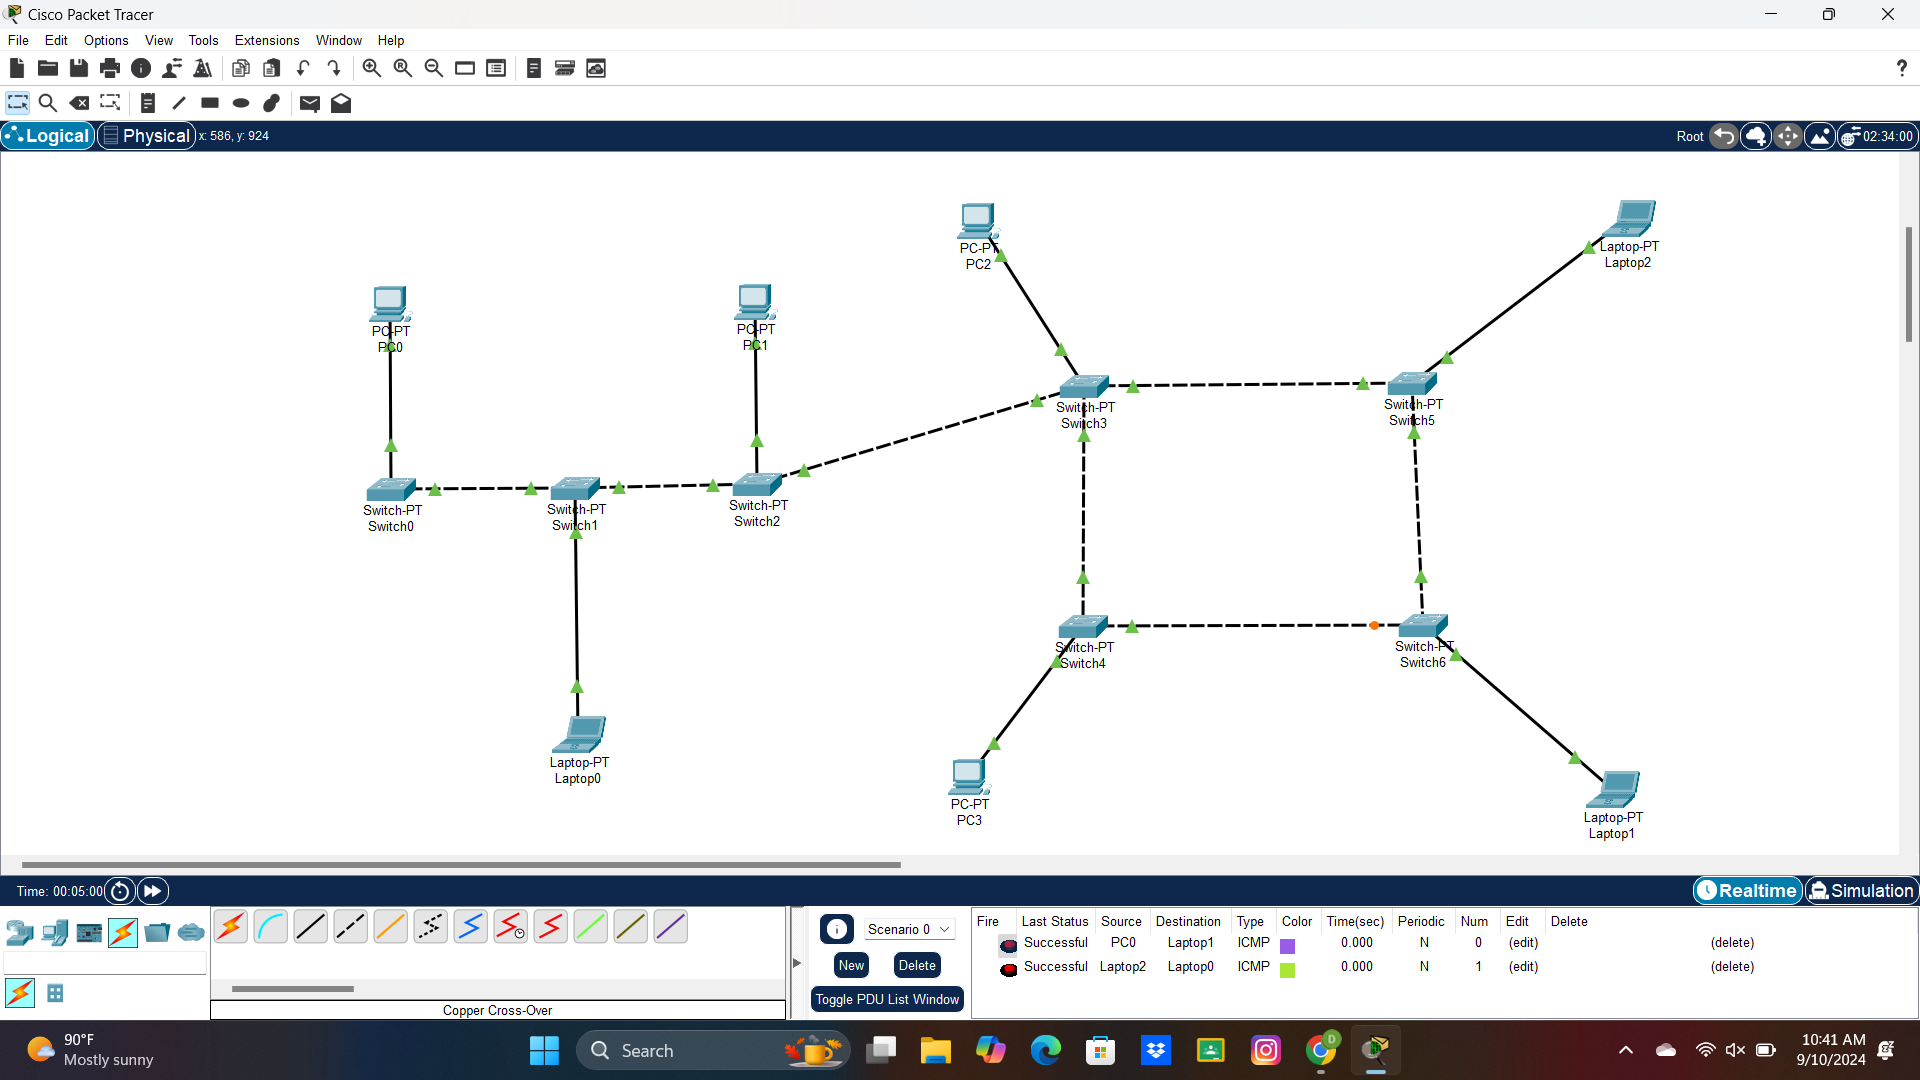 Cisco Packet Tracer
File Edit Options View Tools Extensions Window Help
?
Logical Physical x: 586, y: 924 Root 02:34:00
PC-PT
PC2
Laptop-PT
Laptop2
PC-PT
PC0
PC-PT
PC1
Switch-PT
Switch3
Switch-PT
Switch5
Switch-PT
Switch0
Switch-PT
Switch1
Switch-PT
Switch2
Switch-PT
Switch4
Switch-PT
Switch6
Laptop-PT
Laptop0
PC-PT
PC3
Laptop-PT
Laptop1
Time: 00:05:00 Realtime Simulation
Scenario 0
New Delete
Toggle PDU List Window
Fire Last Status Source Destination Type Color Time(sec) Periodic Num Edit Delete
Successful PC0 Laptop1 ICMP 0.000 N 0 (edit) (delete)
Successful Laptop2 Laptop0 ICMP 0.000 N 1 (edit) (delete)
Copper Cross-Over
90°F
Mostly sunny
Search
D
10:41 AM
9/10/2024